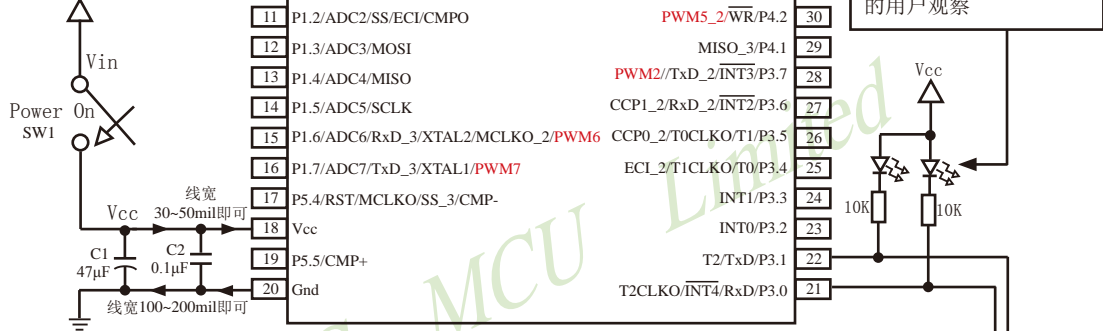 的用户观察
11 P1.2/ADC2/SS/ECI/CMPO
PWM5_2/WR/P4.2 30
12 P1.3/ADC3/MOSI
MISO_3/P4.1 29
Vin
13 P1.4/ADC4/MISO
PWM2//TxD_2/INT3/P3.7 28
Vcc
Power On
SW1
14 P1.5/ADC5/SCLK
CCP1_2/RxD_2/INT2/P3.6 27
15 P1.6/ADC6/RxD_3/XTAL2/MCLKO_2/PWM6
CCP0_2/T0CLKO/T1/P3.5 26
16 P1.7/ADC7/TxD_3/XTAL1/PWM7
ECI_2/T1CLKO/T0/P3.4 25
17 P5.4/RST/MCLKO/SS_3/CMP-
INT1/P3.3 24
10K
10K
线宽
30~50mil即可
Vcc
18 Vcc
INT0/P3.2 23
C1
47μF
C2
0.1μF
19 P5.5/CMP+
T2/TxD/P3.1 22
20 Gnd
T2CLKO/INT4/RxD/P3.0 21
线宽100~200mil即可
MCU Limited